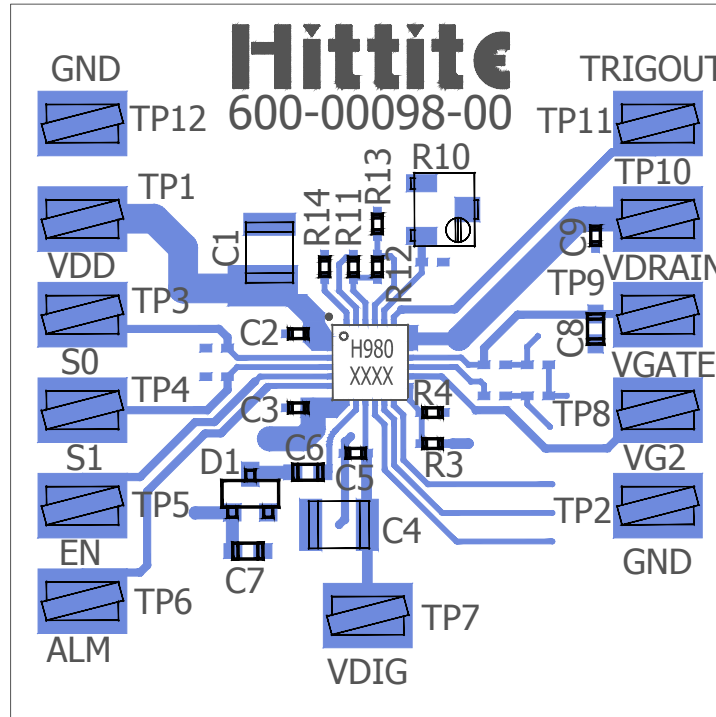 Hittite
600-00098-00
GND
TP12
TRIGOUT
TP11
TP1
VDD
C1
R14
R11
R13
R12
R10
TP10
C9
VDRAIN
TP3
S0
C2
H980
XXXX
TP9
C8
VGATE
TP4
S1
C3
C6
C5
R4
R3
TP8
VG2
D1
TP5
EN
C7
C4
TP2
GND
TP6
ALM
TP7
VDIG